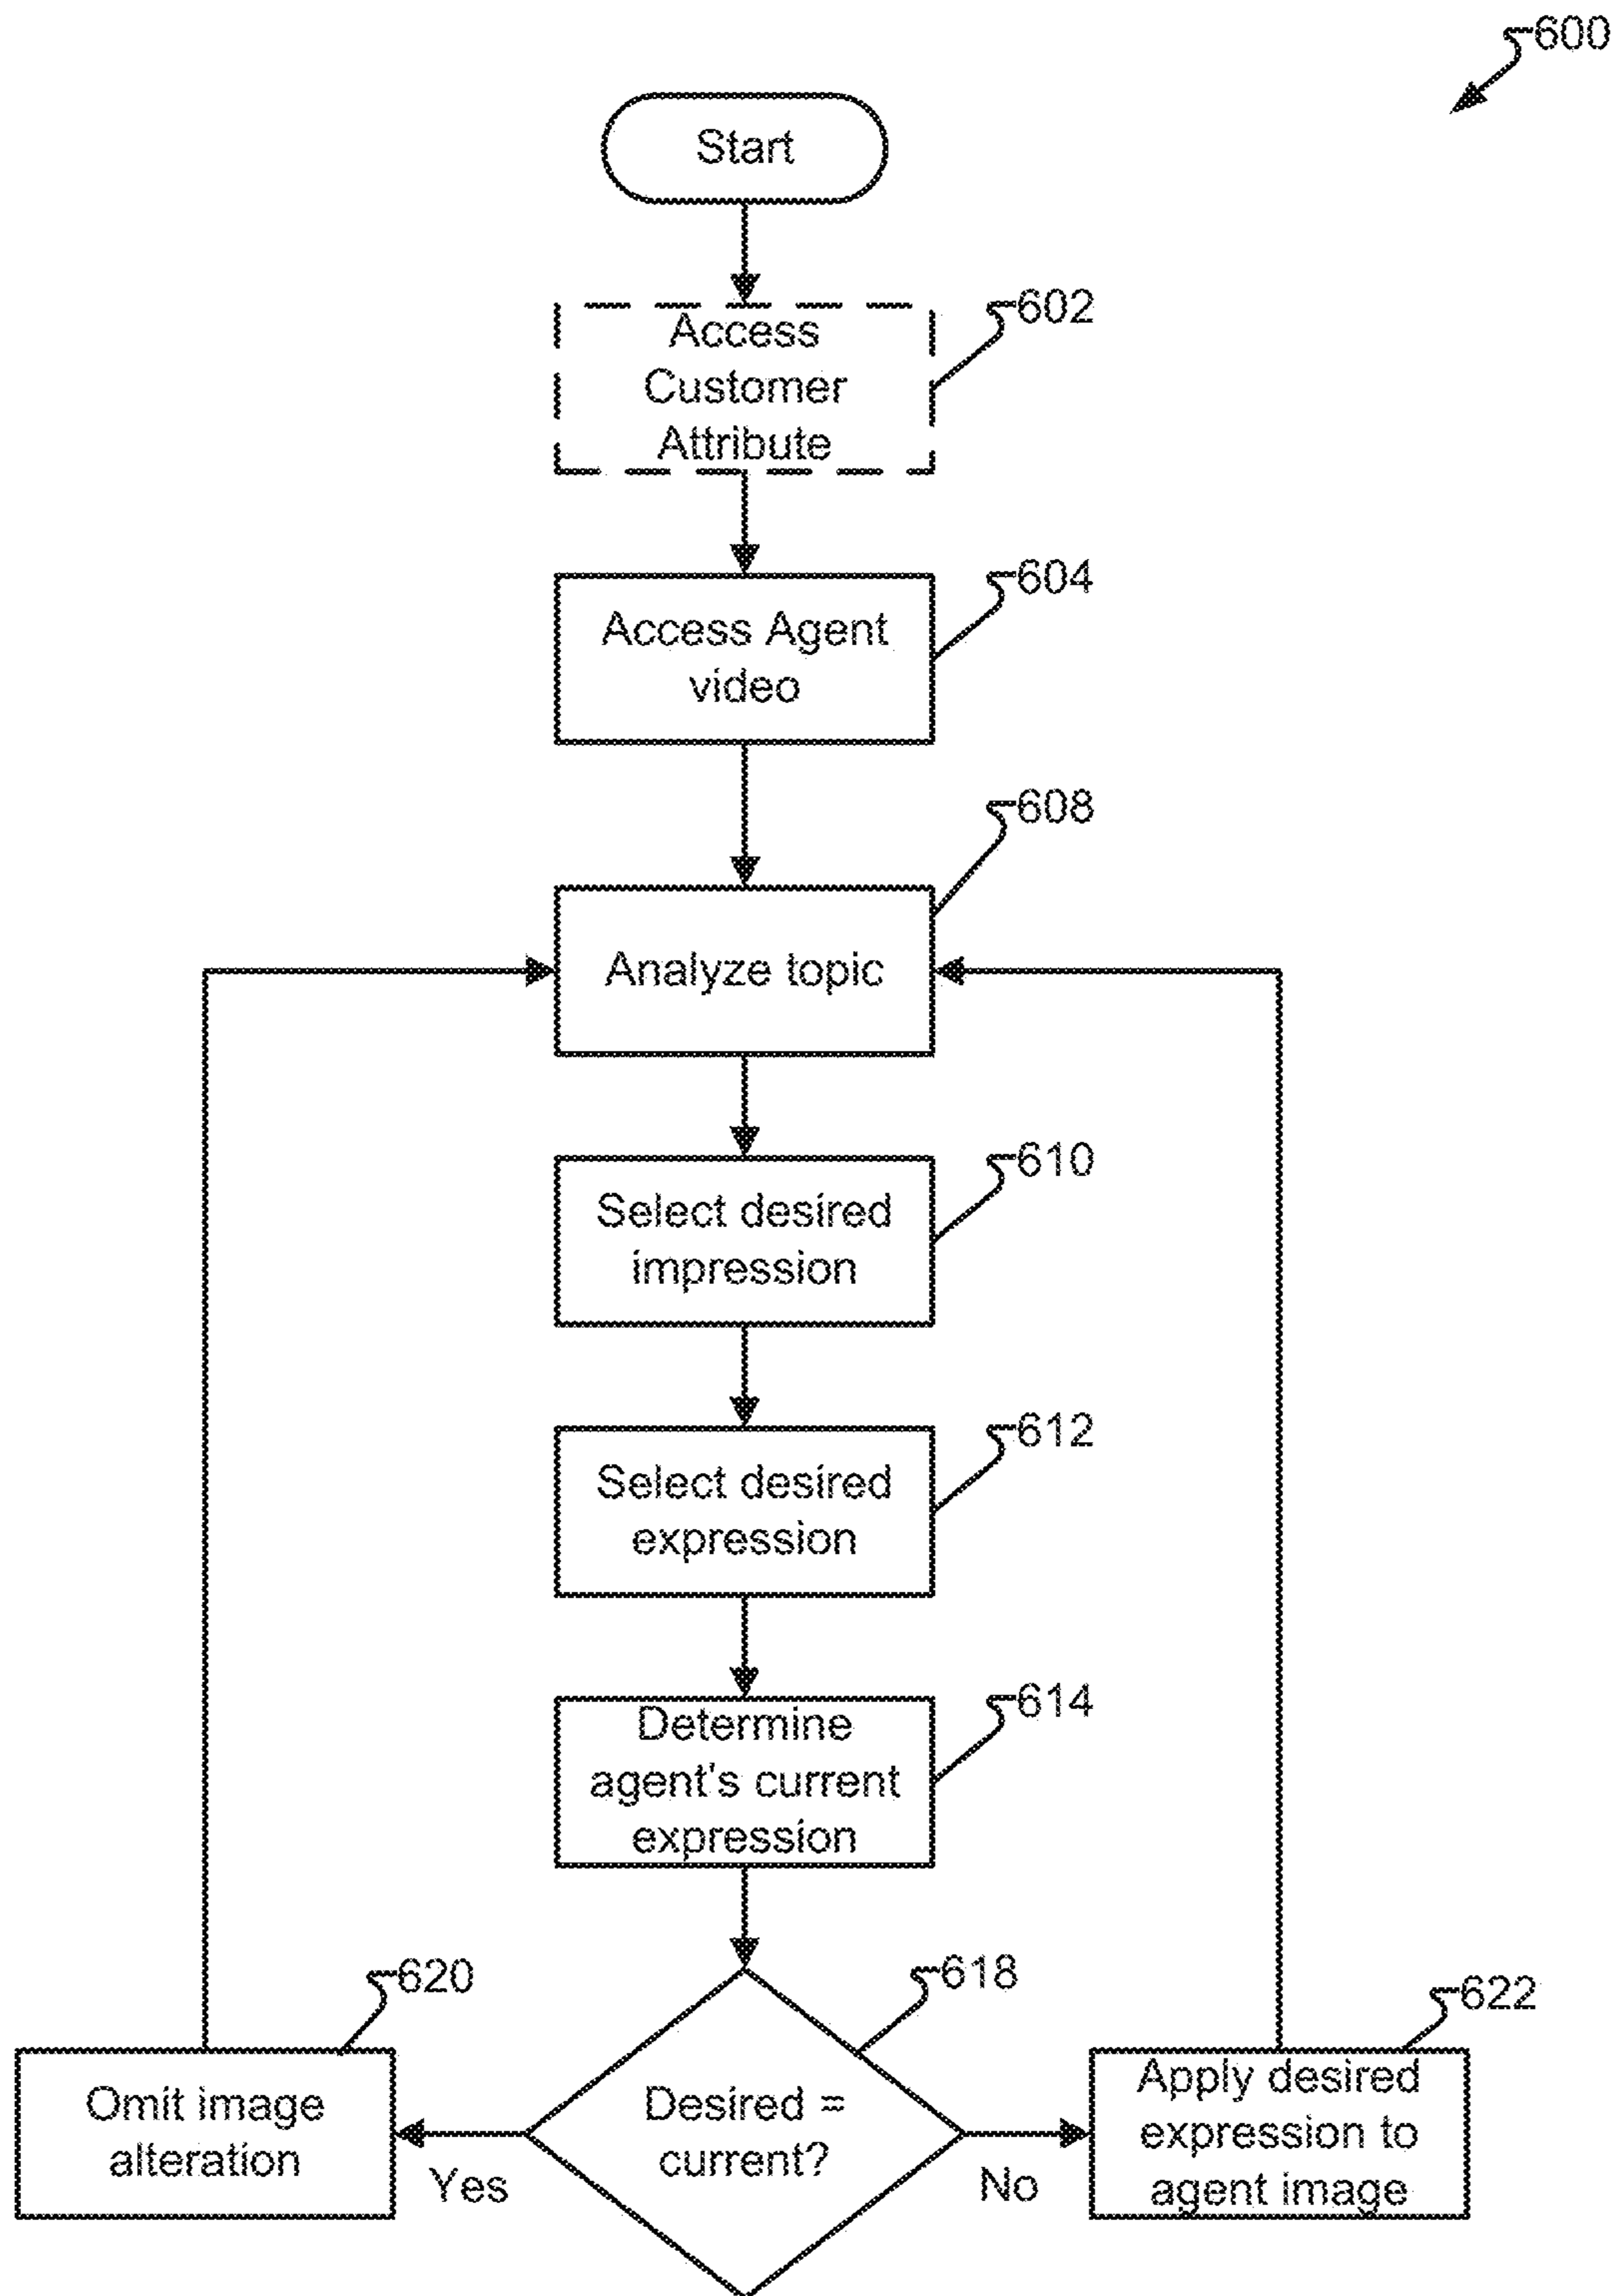 600
Start
Access
Customer
Attribute
602
Access Agent
video
604
608
Analyze topic
610
Select desired
impression
612
Select desired
expression
614
Determine
agent's current
expression
620
618
622
Omit image
alteration
Yes
Desired =
current?
No
Apply desired
expression to
agent image